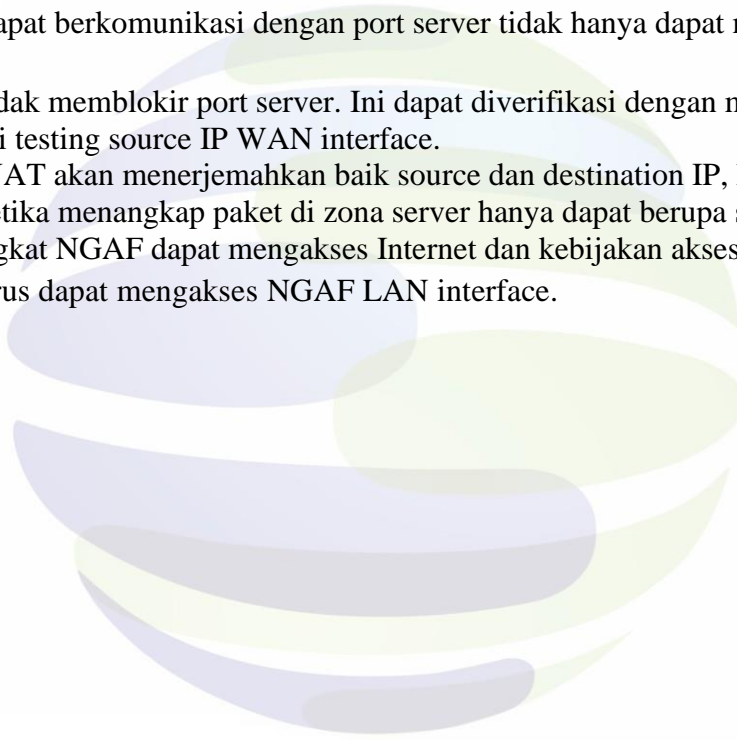 apat berkomunikasi dengan port server tidak hanya dapat
dak memblokir port server. Ini dapat diverifikasi dengan
i testing source IP WAN interface.
NAT akan menerjemahkan baik source dan destination IP,
etika menangkap paket di zona server hanya dapat berupa
gkat NGAF dapat mengakses Internet dan kebijakan akses
rus dapat mengakses NGAF LAN interface.